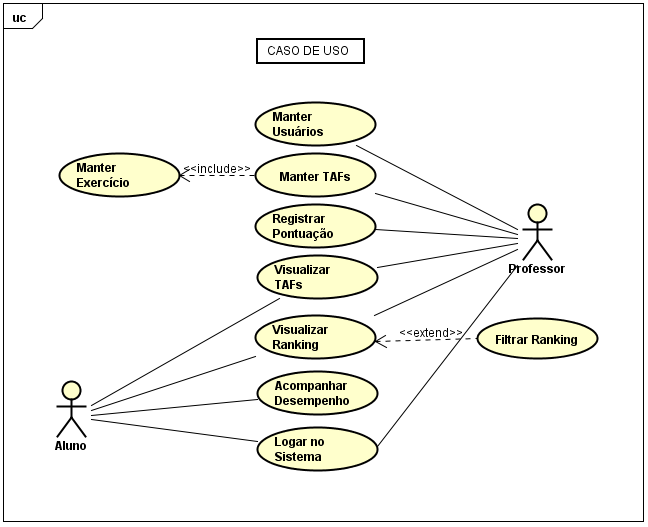 uc
CASO DE USO
Manter
Usuários
Manter
Exercício
<<include>>
Manter TAFs
Registrar
Pontuação
Visualizar
TAFs
Professor
Visualizar
Ranking
<<extend>>
Filtrar Ranking
Acompanhar
Desempenho
Aluno
Logar no
Sistema